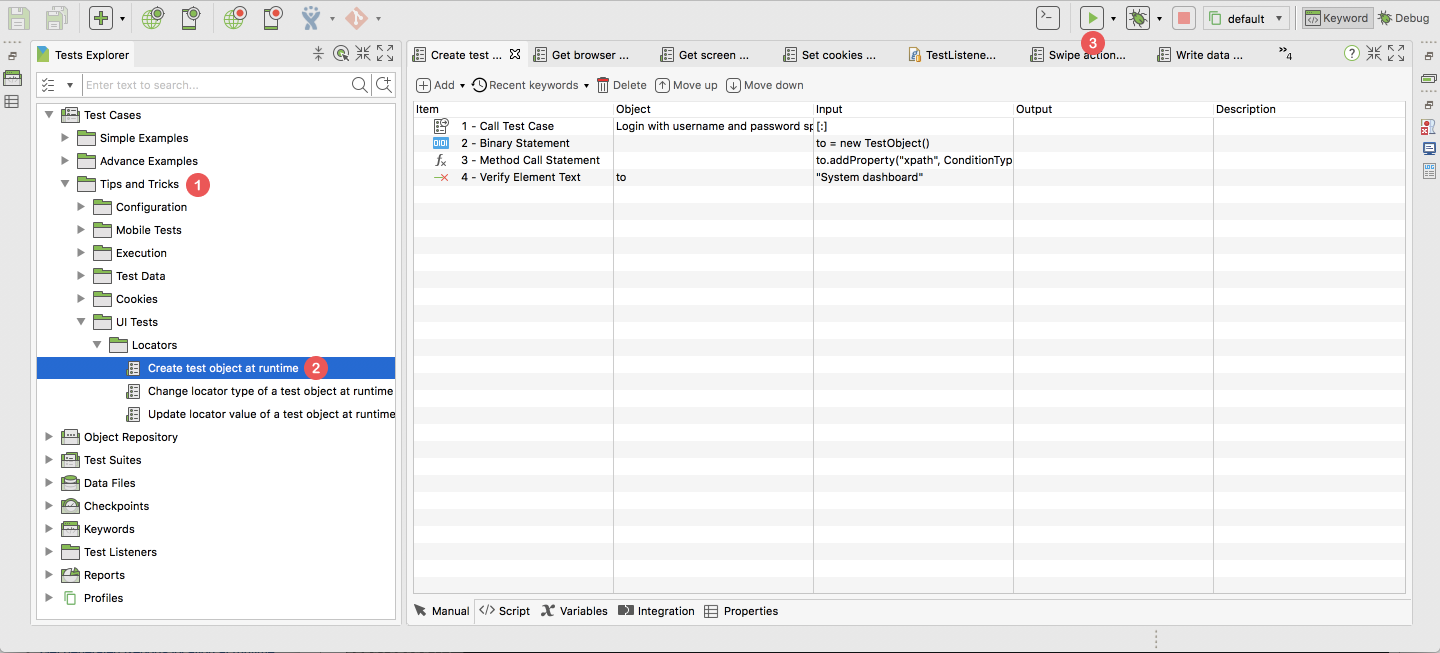 default
Keyword
Debug
3
Tests Explorer
Create test ...
Get browser ...
Get screen ...
Set cookies ...
TestListene...
Swipe action...
Write data ...
»4
?
Enter text to search...
Add
Recent keywords
Delete
Move up
Move down
Item Object Input Output Description
1 - Call Test Case Login with username and password sp [:]
2 - Binary Statement to = new TestObject()
3 - Method Call Statement to.addProperty("xpath", ConditionTyp
4 - Verify Element Text to "System dashboard"
Test Cases
Simple Examples
Advance Examples
Tips and Tricks 1
Configuration
Mobile Tests
Execution
Test Data
Cookies
UI Tests
Locators
Create test object at runtime 2
Change locator type of a test object at runtime
Update locator value of a test object at runtime
Object Repository
Test Suites
Data Files
Checkpoints
Keywords
Test Listeners
Reports
Profiles
Manual
</> Script
Variables
Integration
Properties